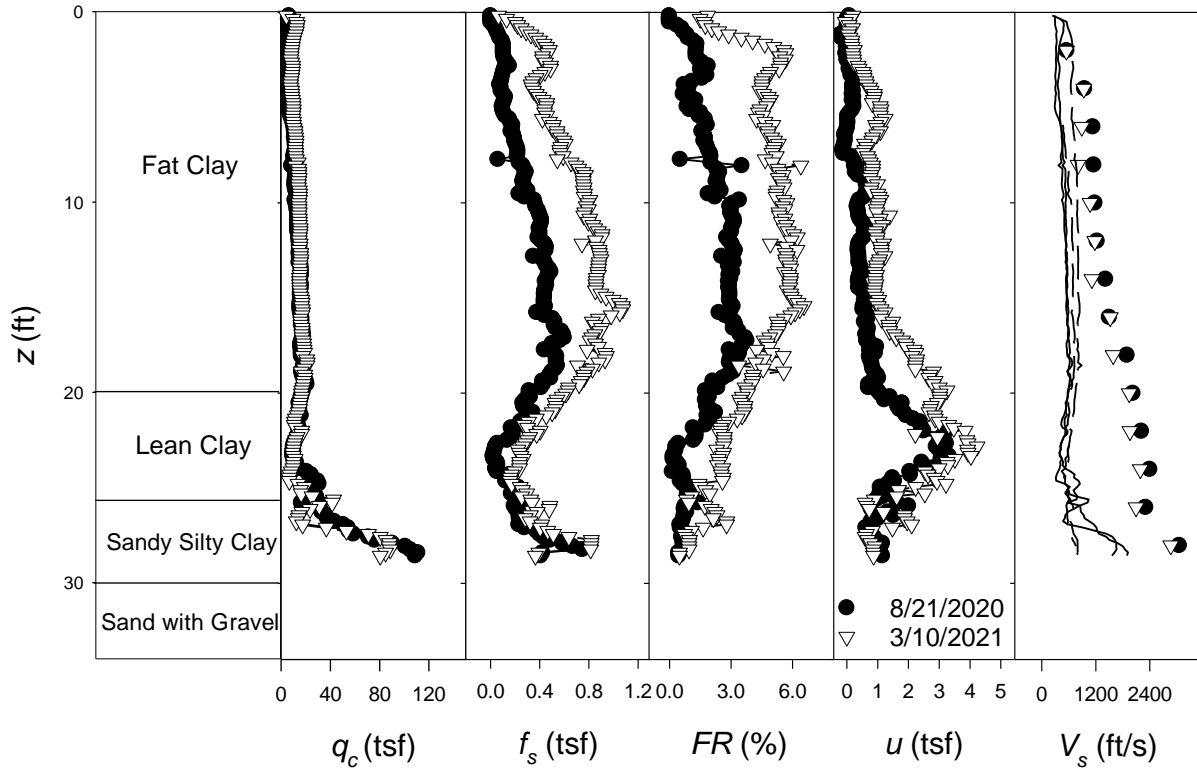 0
10
20
30
z (ft)
Fat Clay
Lean Clay
Sandy Silty Clay
Sand with Gravel
8/21/2020
3/10/2021
0 40 80 120
0.0 0.4 0.8 1.2
0.0 3.0 6.0
0 1 2 3 4
0 1200 2400
q_c (tsf)
f_s (tsf)
FR (%)
u (tsf)
V_s (ft/s)